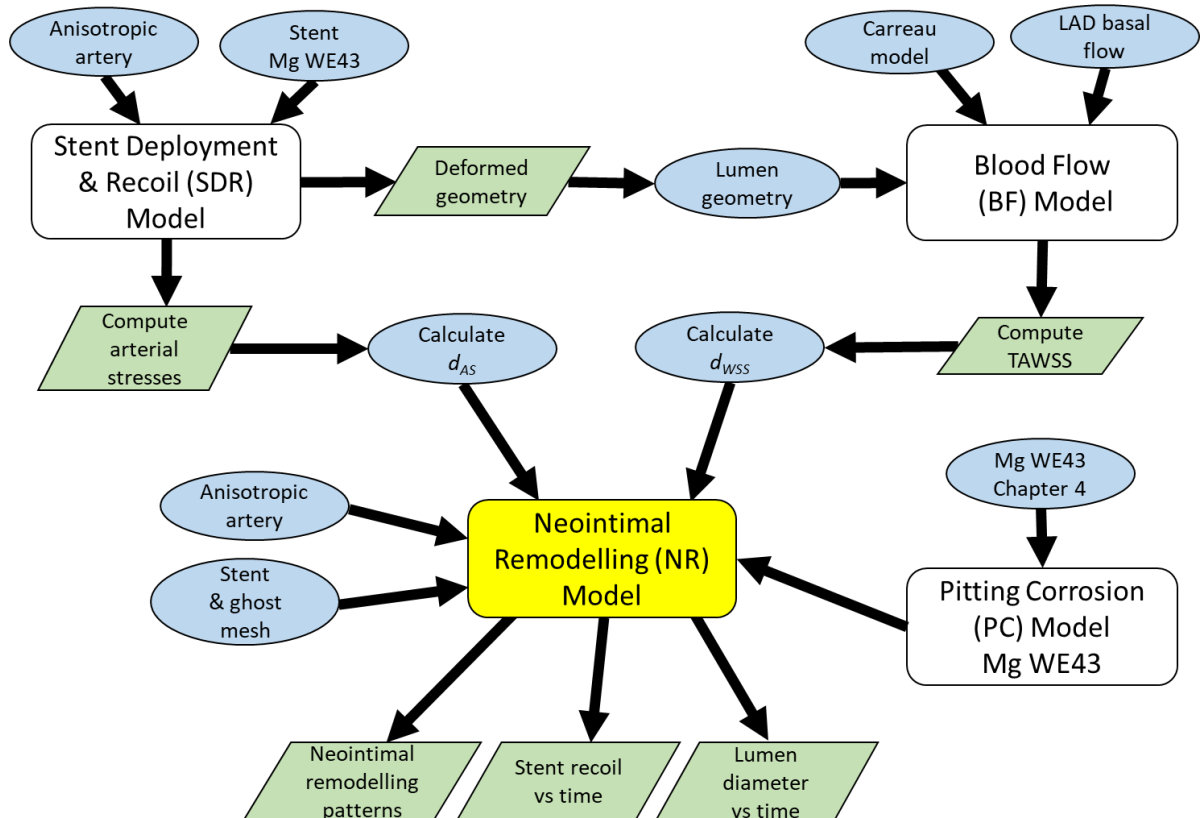 Anisotropic
artery
Stent
Mg WE43
Carreau
model
LAD basal
flow
Stent Deployment
& Recoil (SDR)
Model
Deformed
geometry
Lumen
geometry
Blood Flow
(BF) Model
Compute
arterial
stresses
Calculate
d_AS
Calculate
d_WSS
Compute
TAWSS
Anisotropic
artery
Stent
& ghost
mesh
Neointimal
Remodelling (NR)
Model
Mg WE43
Chapter 4
Pitting Corrosion
(PC) Model
Mg WE43
Neointimal
remodelling
patterns
Stent recoil
vs time
Lumen
diameter
vs time